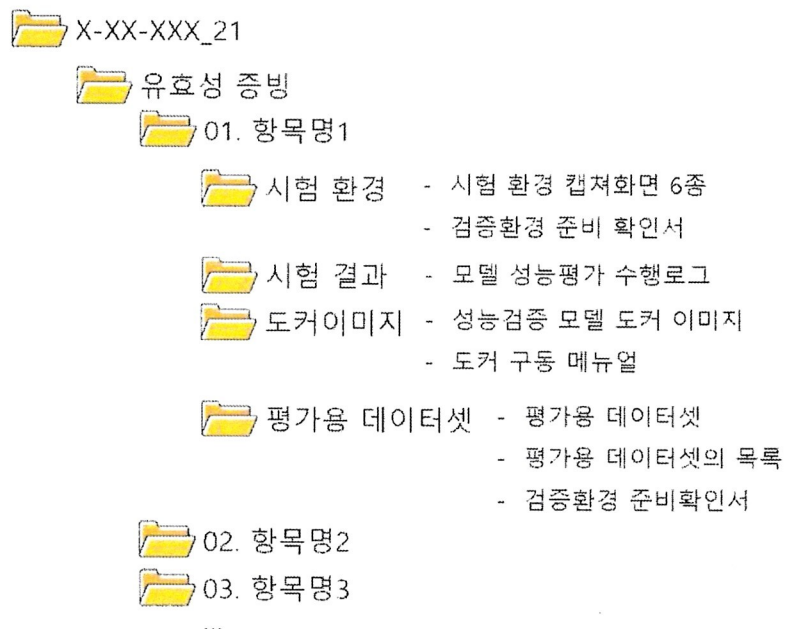 X-XX-XXX_21
유효성 증빙
01. 항목명1
시험 환경 - 시험 환경 캡쳐화면 6종
- 검증환경 준비 확인서
시험 결과 - 모델 성능평가 수행로그
도커이미지 - 성능검증 모델 도커 이미지
- 도커 구동 메뉴얼
평가용 데이터셋 - 평가용 데이터셋
- 평가용 데이터셋의 목록
- 검증환경 준비확인서
02. 항목명2
03. 항목명3
...